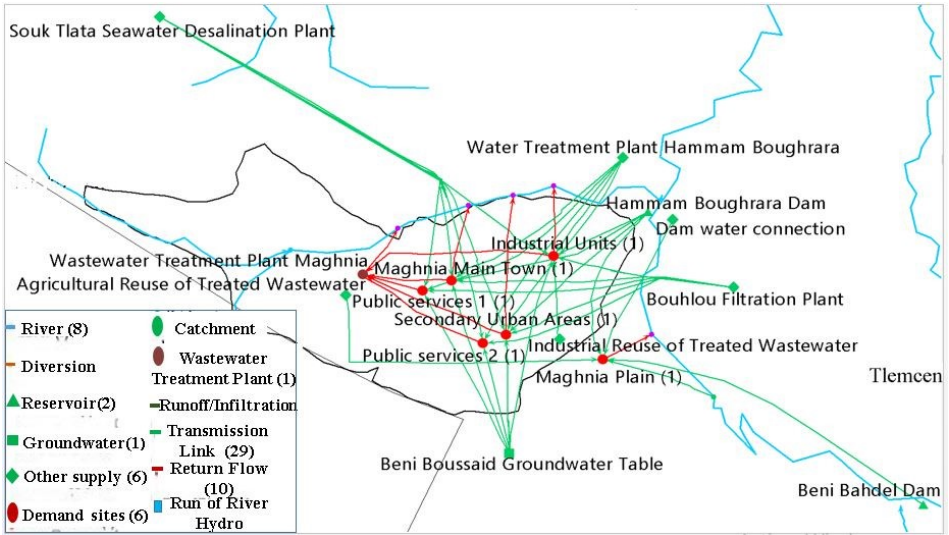 Souk Tlata Seawater Desalination Plant
Water Treatment Plant Hammam Boughrara
Hammam Boughrara Dam
Dam water connection
Industrial Units (1)
Wastewater Treatment Plant Maghnia
Maghnia Main Town (1)
Agricultural Reuse of Treated Wastewater
Public services 1 (1)
Bouhlou Filtration Plant
Secondary Urban Areas (1)
Industrial Reuse of Treated Wastewater
Public services 2 (1)
Maghnia Plain (1)
Tlemcen
Beni Boussaid Groundwater Table
Beni Bahdel Dam
River (8)
Diversion
Reservoir(2)
Groundwater(1)
Other supply (6)
Demand sites (6)
Catchment
Wastewater
Treatment Plant (1)
Runoff/Infiltration
Transmission
Link (29)
Return Flow
(10)
Run of River
Hydro